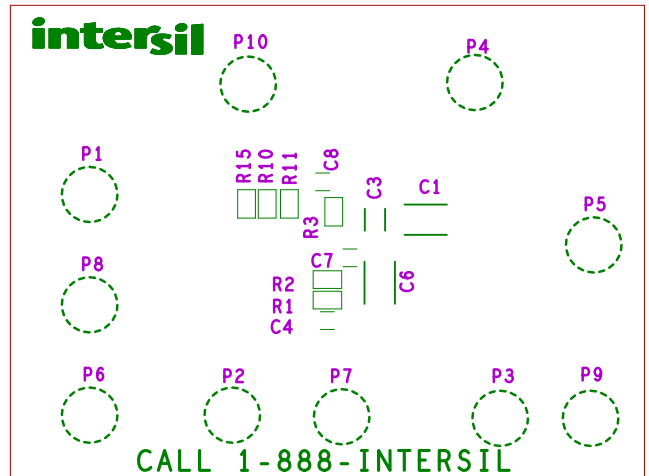 intersil
P10
P4
P1
R15
R10
R11
C8
C3
C1
P5
R3
P8
C7
R2
C6
R1
C4
P6
P2
P7
P3
P9
CALL 1-888-INTERSIL